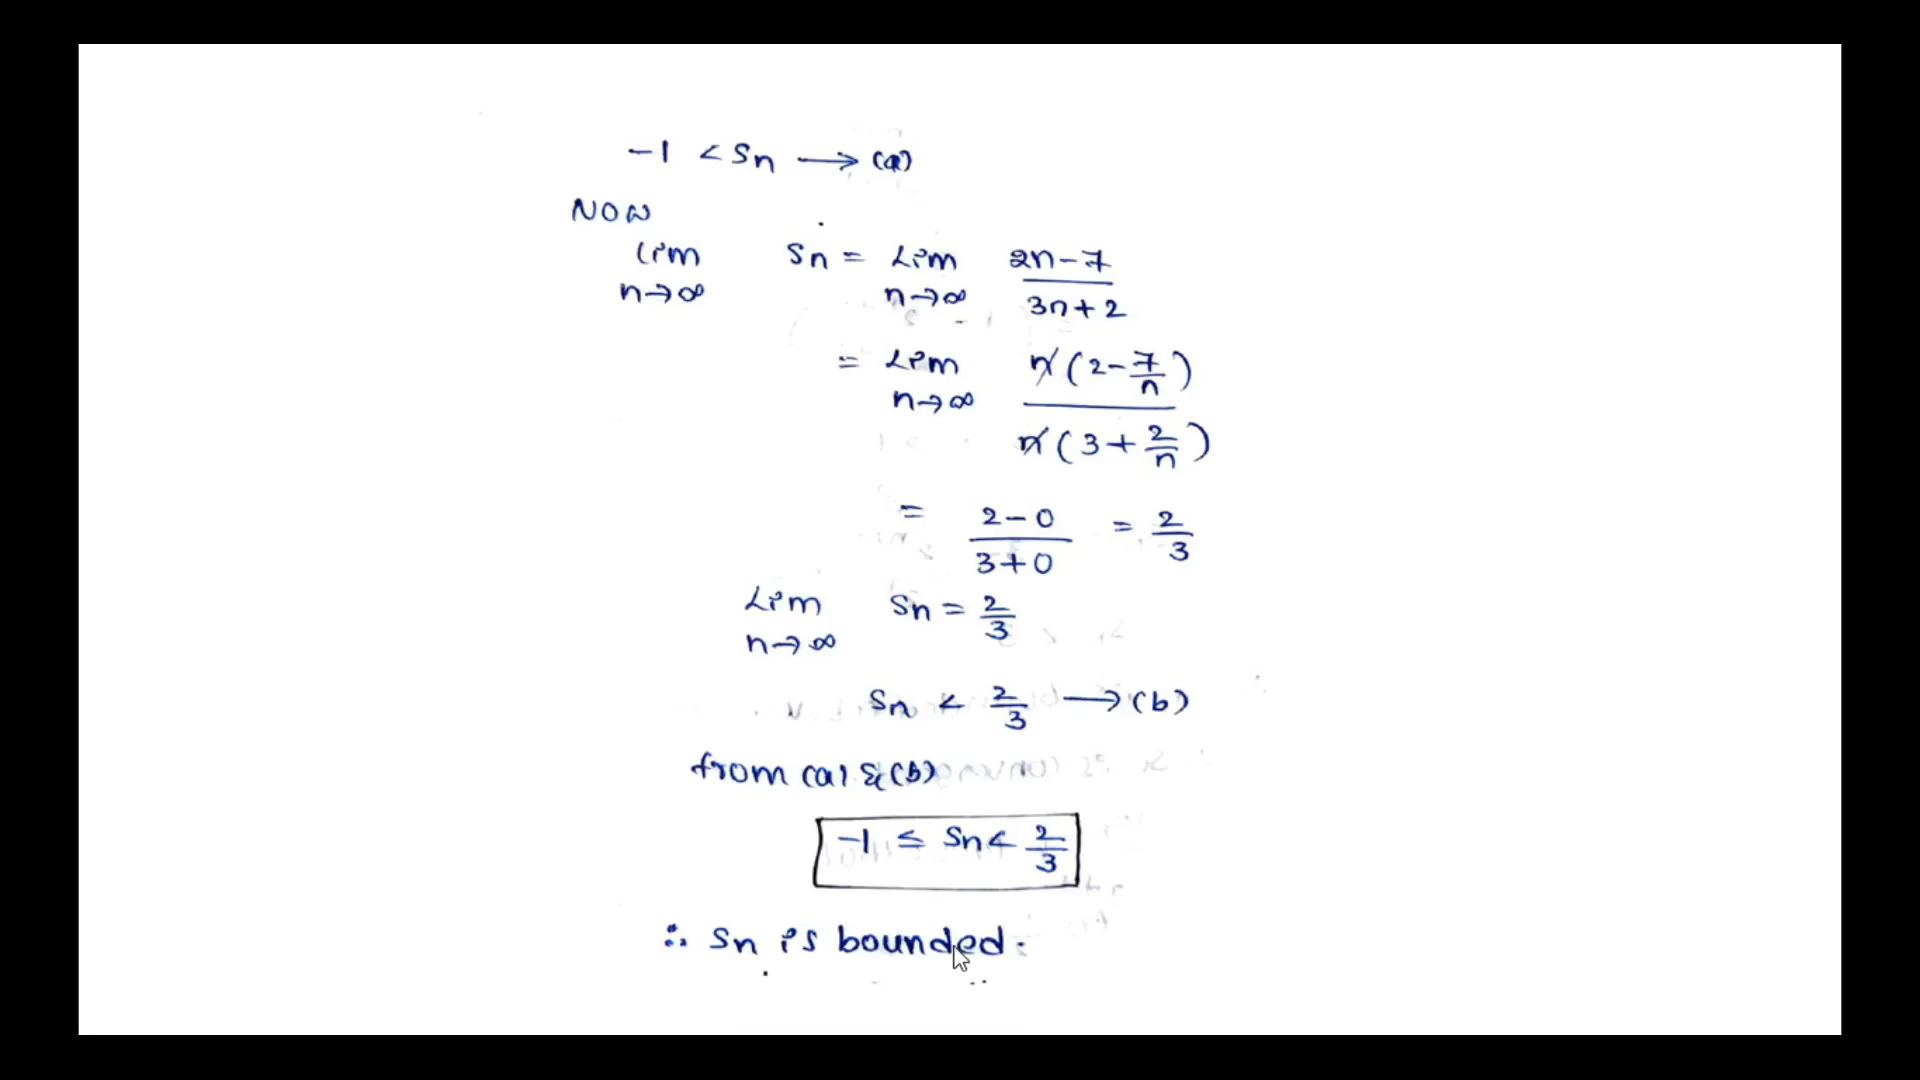 -1 < Sn → (a)
Now
lim n→∞ Sn = Lim n→∞ 2n-7/3n+2
= Lim n→∞ n(2-7/n)/n(3+2/n)
= 2-0/3+0 = 2/3
Lim n→∞ Sn = 2/3
Sn < 2/3 → (b)
from (a) & (b)
-1 ≤ Sn < 2/3
∴ Sn is bounded.